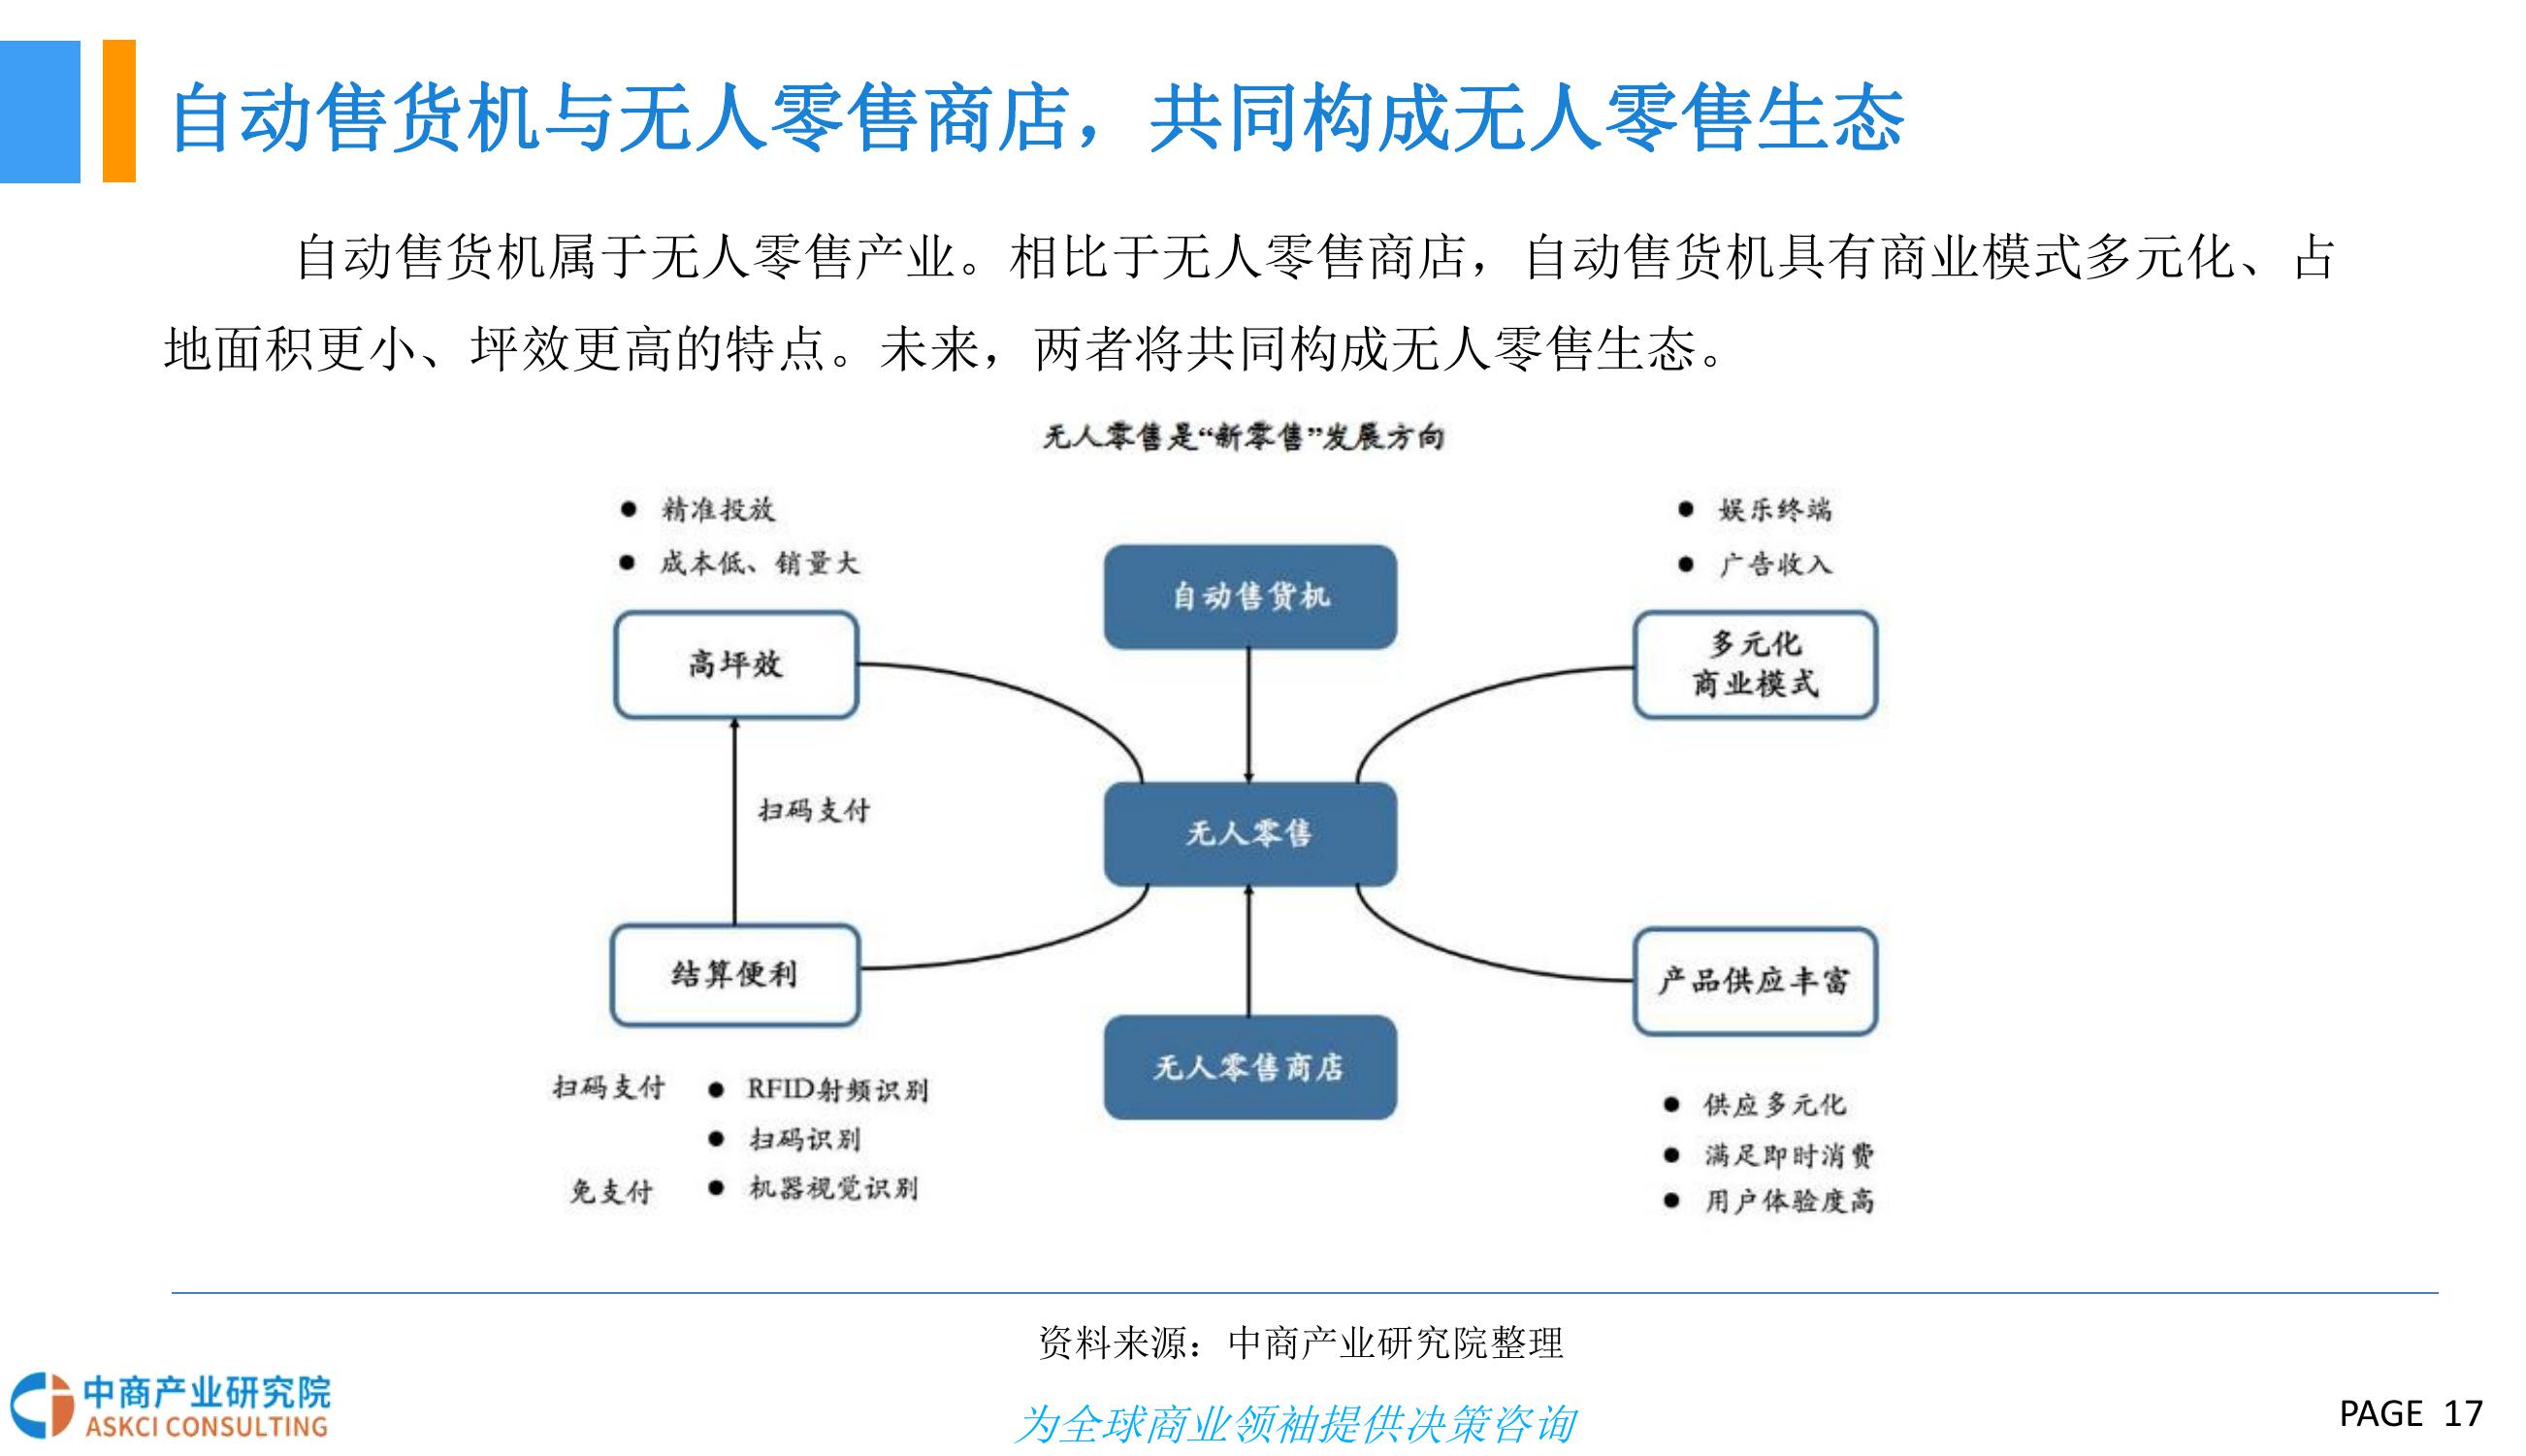 自动售货机与无人零售商店，共同构成无人零售生态
自动售货机属于无人零售产业。相比于无人零售商店，自动售货机具有商业模式多元化、占
地面积更小、坪效更高的特点。未来，两者将共同构成无人零售生态。
无人零售是“新零售”发展方向
● 精准投放
● 成本低、销量大
高坪效
自动售货机
● 娱乐终端
● 广告收入
多元化
商业模式
扫码支付
无人零售
结算便利
产品供应丰富
无人零售商店
扫码支付 ● RFID射频识别
● 扫码识别
免支付 ● 机器视觉识别
● 供应多元化
● 满足即时消费
● 用户体验度高
资料来源：中商产业研究院整理
中商产业研究院
ASKCI CONSULTING
为全球商业领袖提供决策咨询
PAGE 17